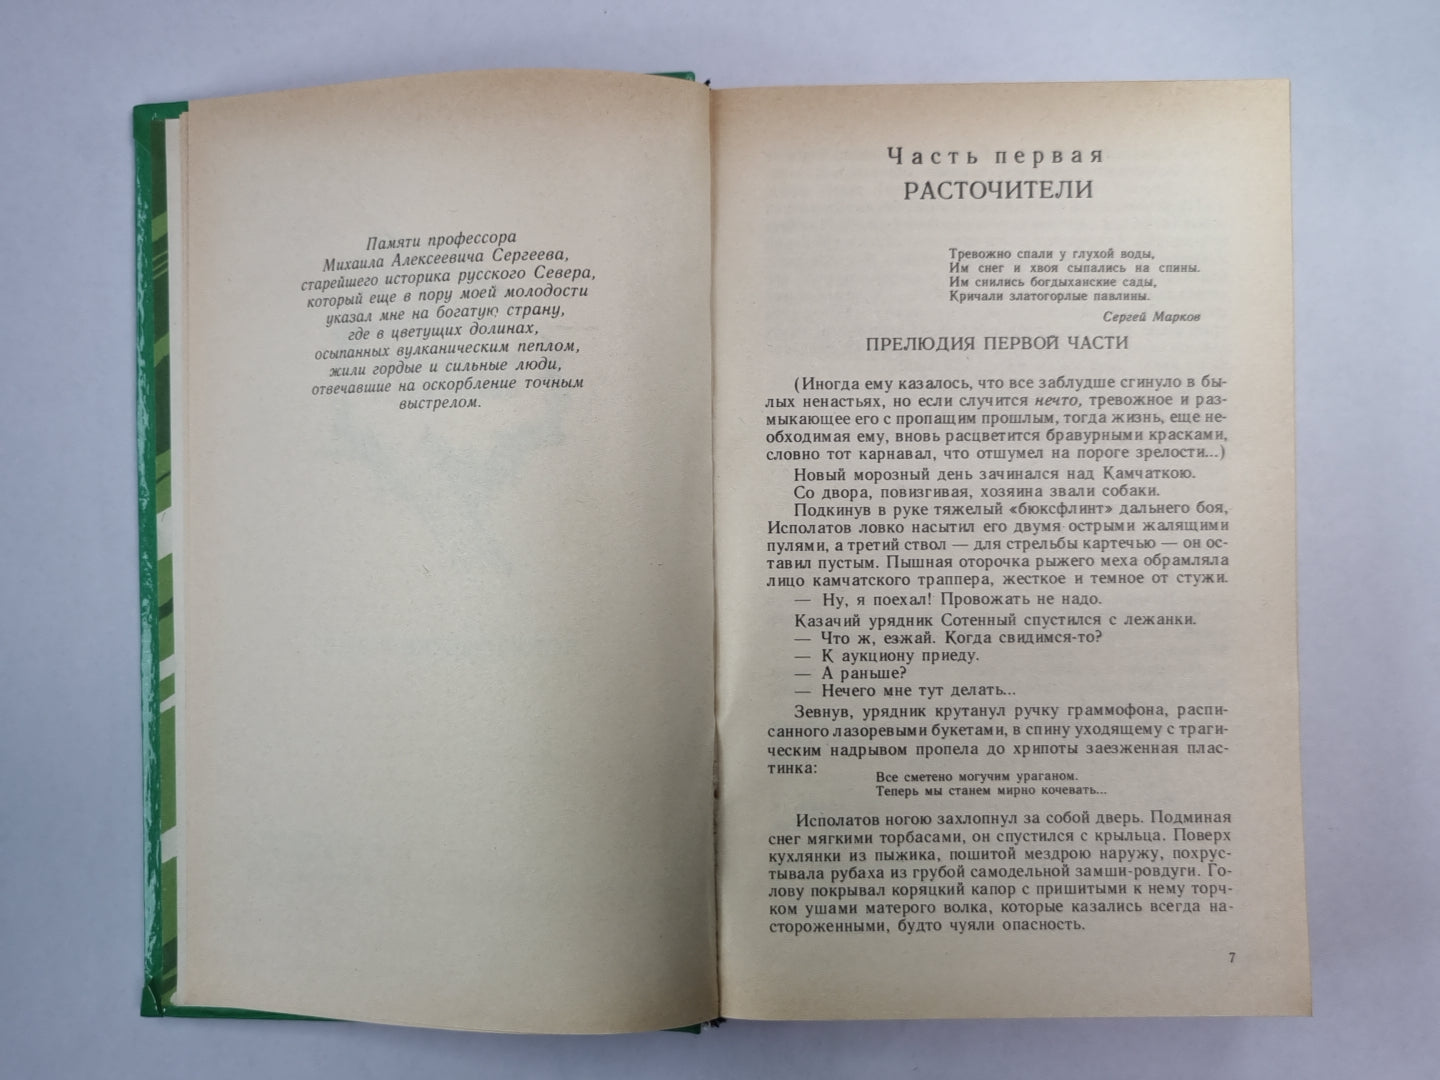 Памяти профессора
Михаила Алексеевича Сергеева,
старейшего историка русского Севера,
который еще в пору моей молодости
указал мне на богатую страну,
где в цветущих долинах,
осыпанных вулканическим пеплом,
жили гордые и сильные люди,
отвечавшие на оскорбление точным
выстрелом.
Часть первая
РАСТОЧИТЕЛИ
Тревожно спали у глухой воды,
Им снег и хвоя сыпались на спины.
Им снились богдыханские сады,
Кричали златогорлые павлины.
Сергей Марков
ПРЕЛЮДИЯ ПЕРВОЙ ЧАСТИ
(Иногда ему казалось, что все заблудше сгинуло в бы-
лых ненастьях, но если случится нечто, тревожное и раз-
мыкающее его с пропащим прошлым, тогда жизнь, еще не-
обходимая ему, вновь расцветится бравурными красками,
словно тот карнавал, что отшумел на пороге зрелости...)
Новый морозный день зачинался над Камчаткою.
Со двора, повизгивая, хозяина звали собаки.
Подкинув в руке тяжелый «бюксфлинт» дальнего боя,
Исполатов ловко насытил его двумя острыми жалящими
пулями, а третий ствол — для стрельбы картечью — он ос-
тавил пустым. Пышная оторочка рыжего меха обрамляла
лицо камчатского траппера, жесткое и темное от стужи.
— Ну, я поехал! Провожать не надо.
Казачий урядник Сотенный спустился с лежанки.
— Что ж, езжай. Когда свидимся-то?
— К аукциону приеду.
— А раньше?
— Нечего мне тут делать...
Зевнув, урядник крутанул ручку граммофона, распи-
санного лазоревыми букетами, в спину уходящему с траги-
ческим надрывом пропела до хрипоты заезженная плас-
тинка:
Все сметено могучим ураганом.
Теперь мы станем мирно кочевать...
Исполатов ногою захлопнул за собой дверь. Подминая
снег мягкими торбасами, он спустился с крыльца. Поверх
кухлянки из пыжика, пошитой мездрою наружу, похрус-
тывала рубаха из грубой самодельной замши-ровдуги. Го-
лову покрывал коряцкий капор с пришитыми к нему торч-
ком ушами матерого волка, которые казались всегда на-
стороженными, будто чуяли опасность.
7